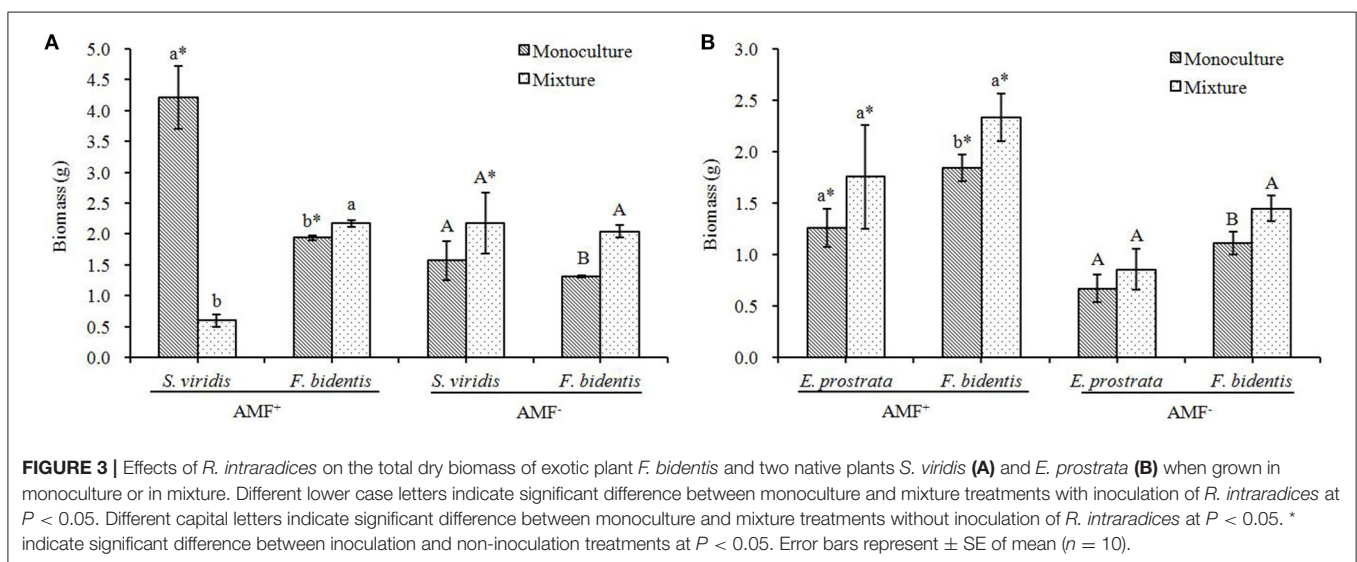 A
5.0
4.5
4.0
3.5
3.0
2.5
2.0
1.5
1.0
0.5
0.0
Biomass (g)
Monoculture
Mixture
a*
b
b*
a
A
A*
B
A
S. viridis F. bidentis S. viridis F. bidentis
AMF+ AMF-
B
3.0
2.5
2.0
1.5
1.0
0.5
0.0
Biomass (g)
Monoculture
Mixture
a*
a*
b*
a*
A
A
B
A
E. prostrata F. bidentis E. prostrata F. bidentis
AMF+ AMF-
FIGURE 3 | Effects of R. intraradices on the total dry biomass of exotic plant F. bidentis and two native plants S. viridis (A) and E. prostrata (B) when grown in
monoculture or in mixture. Different lower case letters indicate significant difference between monoculture and mixture treatments with inoculation of R. intraradices at
P < 0.05. Different capital letters indicate significant difference between monoculture and mixture treatments without inoculation of R. intraradices at P < 0.05. *
indicate significant difference between inoculation and non-inoculation treatments at P < 0.05. Error bars represent ± SE of mean (n = 10).